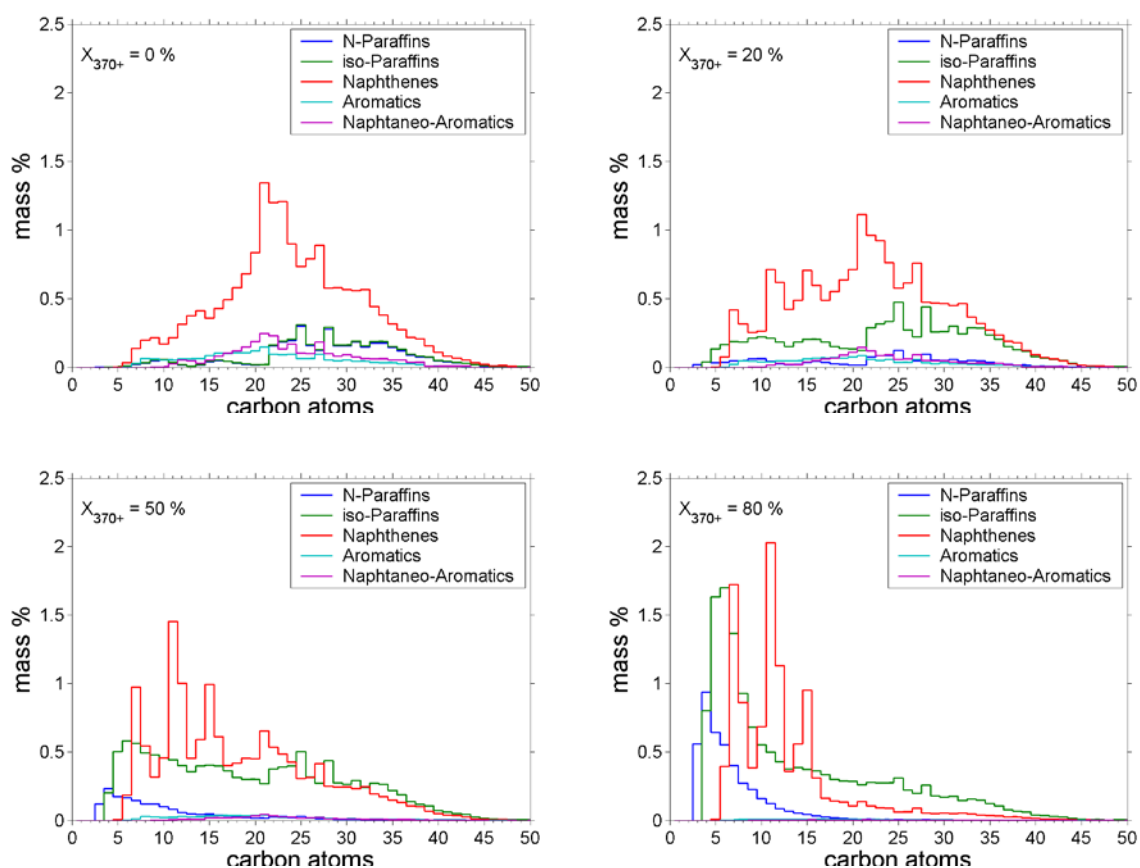 2.5
2
1.5
1
0.5
0
mass %
X370+ = 0 %
N-Paraffins
iso-Paraffins
Naphthenes
Aromatics
Naphtaneo-Aromatics
0 5 10 15 20 25 30 35 40 45 50
carbon atoms
2.5
2
1.5
1
0.5
0
mass %
X370+ = 20 %
N-Paraffins
iso-Paraffins
Naphthenes
Aromatics
Naphtaneo-Aromatics
0 5 10 15 20 25 30 35 40 45 50
carbon atoms
2.5
2
1.5
1
0.5
0
mass %
X370+ = 50 %
N-Paraffins
iso-Paraffins
Naphthenes
Aromatics
Naphtaneo-Aromatics
0 5 10 15 20 25 30 35 40 45 50
carbon atoms
2.5
2
1.5
1
0.5
0
mass %
X370+ = 80 %
N-Paraffins
iso-Paraffins
Naphthenes
Aromatics
Naphtaneo-Aromatics
0 5 10 15 20 25 30 35 40 45 50
carbon atoms